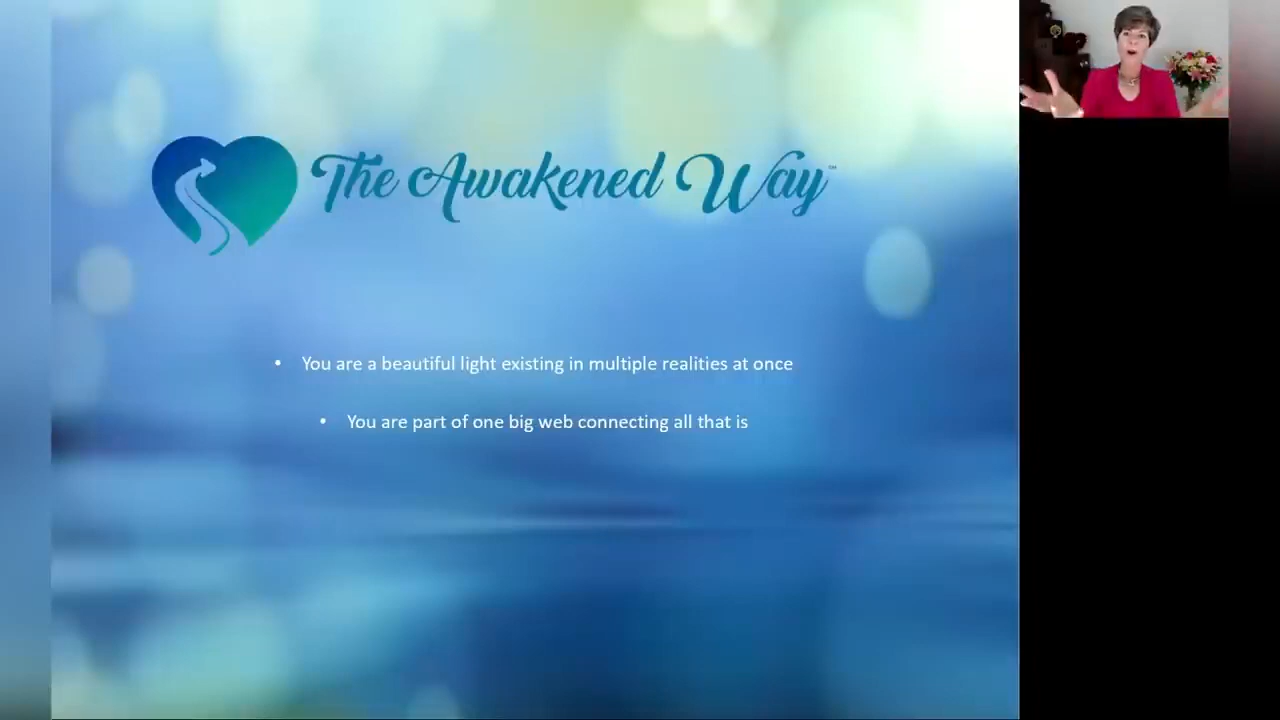 The Awakened Way™
• You are a beautiful light existing in multiple realities at once
• You are part of one big web connecting all that is